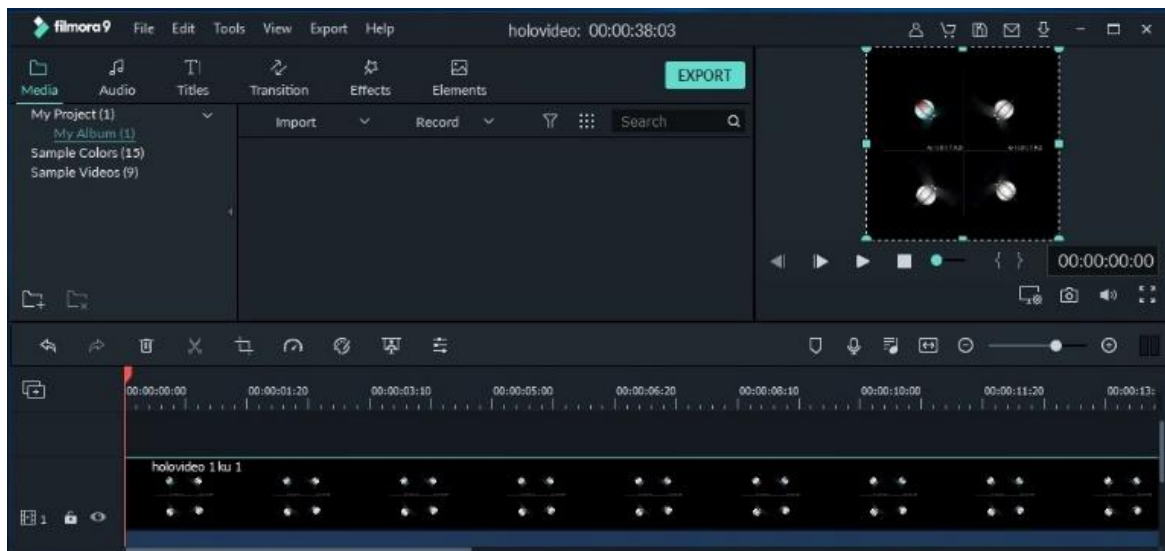 filmora9 File Edit Tools View Export Help holovideo: 00:00:38:03
Media Audio Titles Transition Effects Elements EXPORT
My Project (1)
My Album (1)
Sample Colors (15)
Sample Videos (9)
Import Record Search
00:00:00:00
00:00:00:00 00:00:01:20 00:00:03:10 00:00:05:00 00:00:06:20 00:00:08:10 00:00:10:00 00:00:11:20 00:00:13:
holovideo 1 ku 1
1